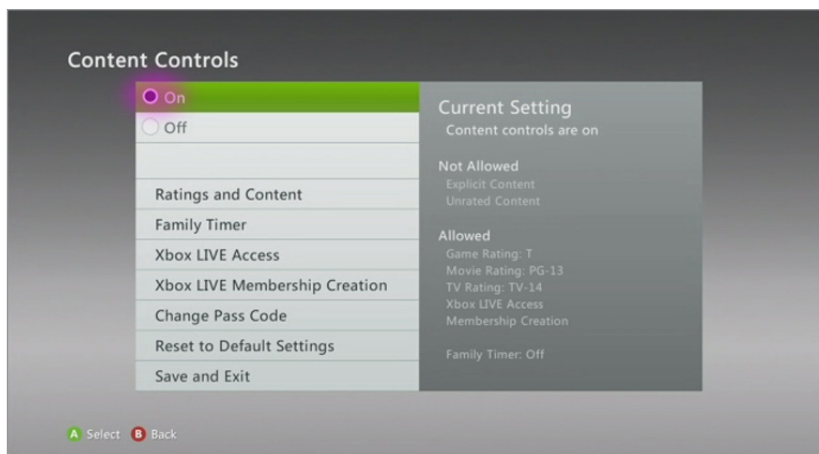 Content Controls
On
Off
Ratings and Content
Family Timer
Xbox LIVE Access
Xbox LIVE Membership Creation
Change Pass Code
Reset to Default Settings
Save and Exit
Current Setting
Content controls are on
Not Allowed
Explicit Content
Unrated Content
Allowed
Game Rating: T
Movie Rating: PG-13
TV Rating: TV-14
Xbox LIVE Access
Membership Creation
Family Timer: Off
A Select B Back